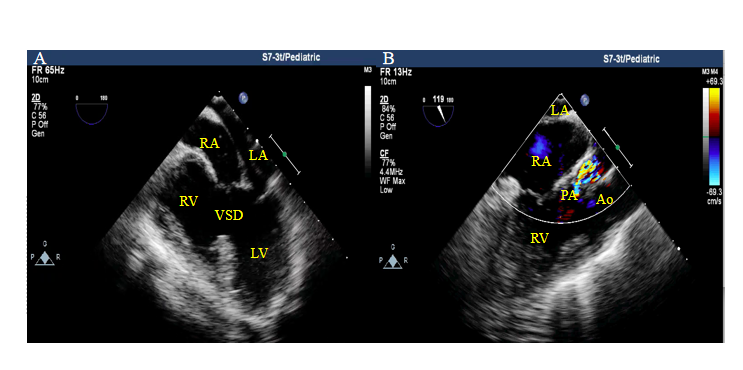 A
S7-3t/Pediatric
FR 65Hz
10cm
M3
2D
77%
C 56
P Off
Gen
0 180
RA
LA
RV
VSD
LV
G
P R
B
S7-3t/Pediatric
FR 13Hz
10cm
M3 M4
+69.3
2D
84%
C 56
P Off
Gen
CF
77%
4.4MHz
WF Max
Low
0 119 180
LA
RA
PA
Ao
RV
-69.3
cm/s
G
P R